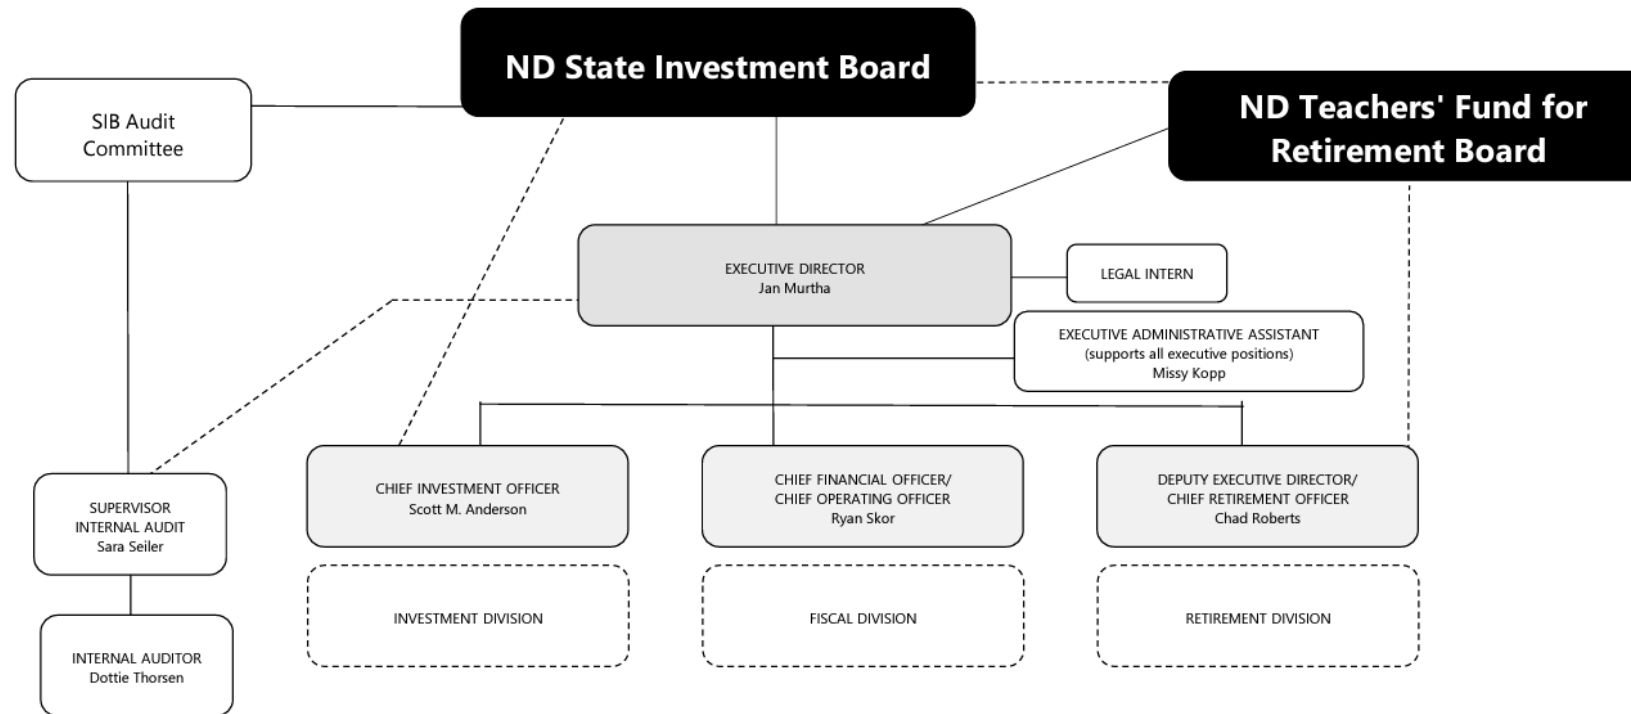 ND State Investment Board
ND Teachers' Fund for
Retirement Board
SIB Audit
Committee
EXECUTIVE DIRECTOR
Jan Murtha
LEGAL INTERN
EXECUTIVE ADMINISTRATIVE ASSISTANT
(supports all executive positions)
Missy Kopp
SUPERVISOR
INTERNAL AUDIT
Sara Seiler
CHIEF INVESTMENT OFFICER
Scott M. Anderson
CHIEF FINANCIAL OFFICER/
CHIEF OPERATING OFFICER
Ryan Skor
DEPUTY EXECUTIVE DIRECTOR/
CHIEF RETIREMENT OFFICER
Chad Roberts
INTERNAL AUDITOR
Dottie Thorsen
INVESTMENT DIVISION
FISCAL DIVISION
RETIREMENT DIVISION